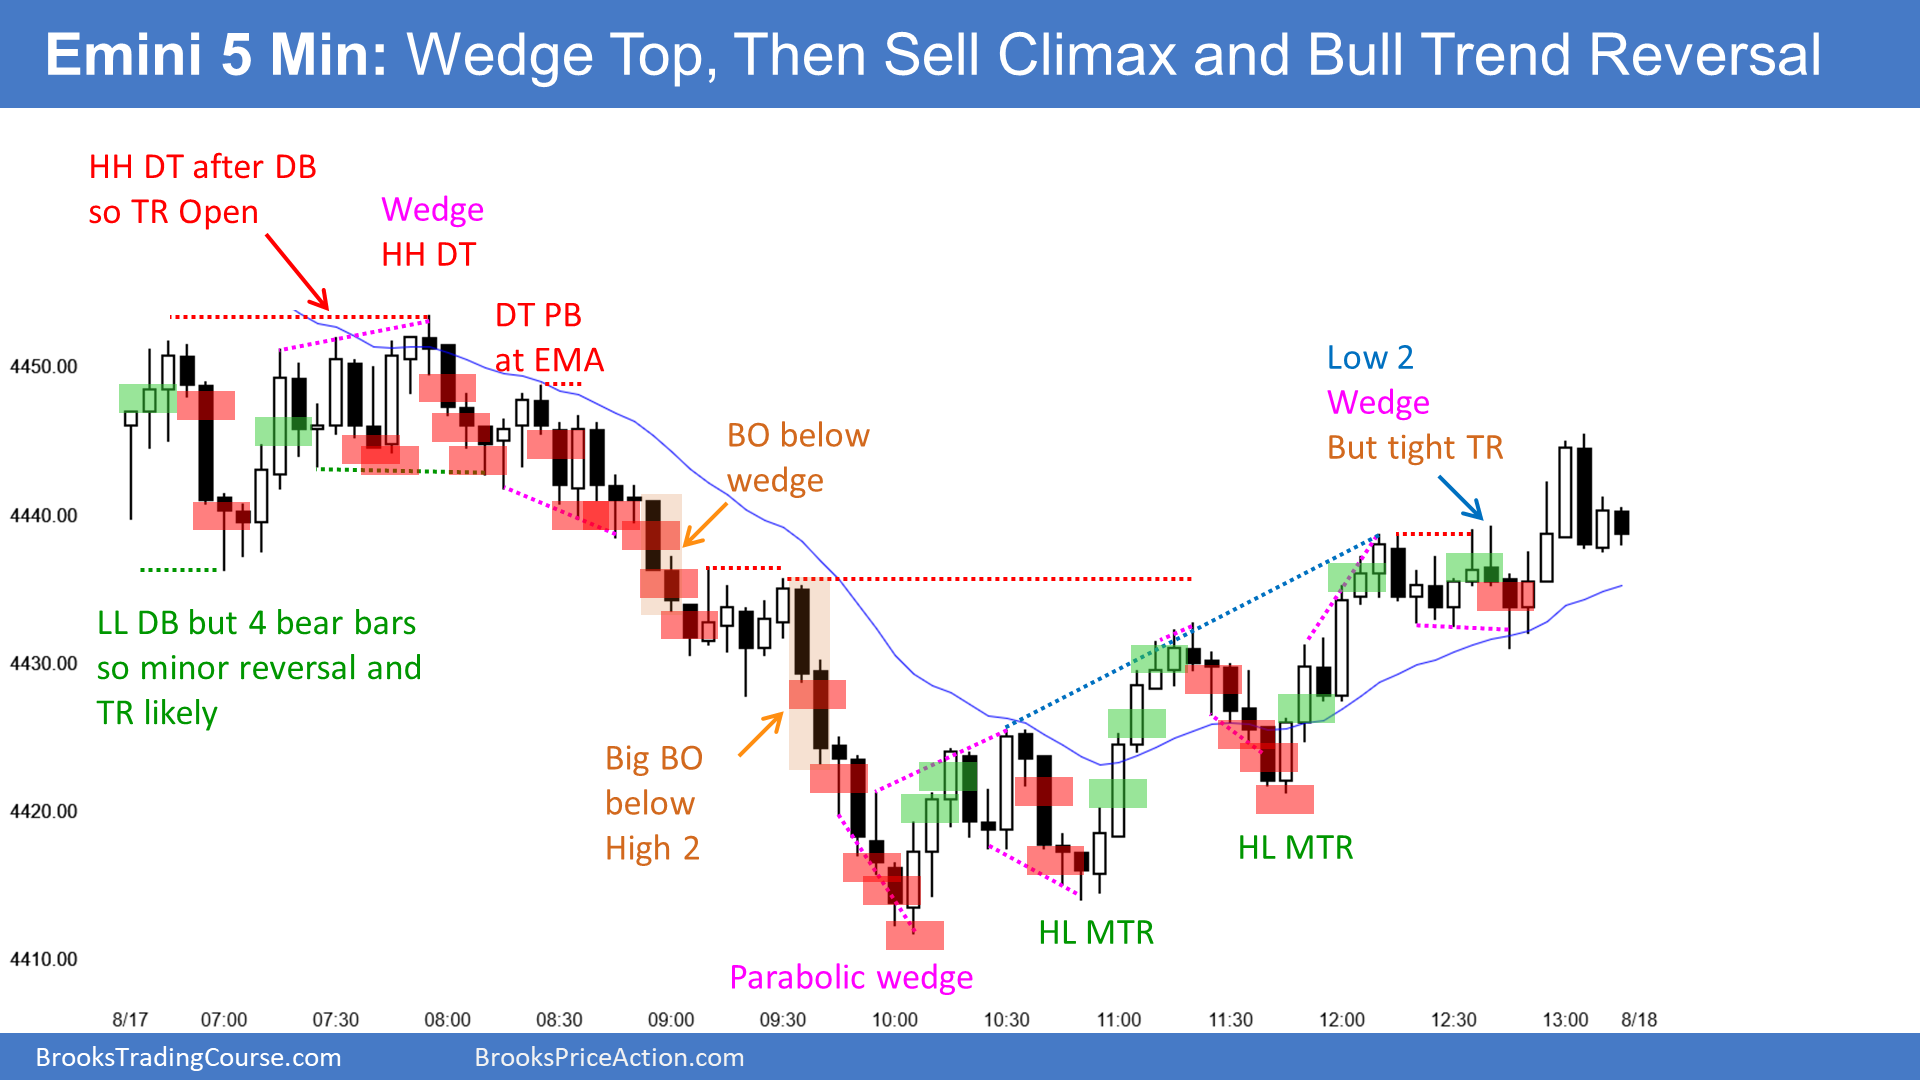 Emini 5 Min: Wedge Top, Then Sell Climax and Bull Trend Reversal
HH DT after DB
so TR Open
Wedge
HH DT
DT PB
at EMA
BO below
wedge
Low 2
Wedge
But tight TR
LL DB but 4 bear bars
so minor reversal and
TR likely
Big BO
below
High 2
HL MTR
HL MTR
Parabolic wedge
4450.00
4440.00
4430.00
4420.00
4410.00
8/17 07:00 07:30 08:00 08:30 09:00 09:30 10:00 10:30 11:00 11:30 12:00 12:30 13:00 8/18
BrooksTradingCourse.com BrooksPriceAction.com